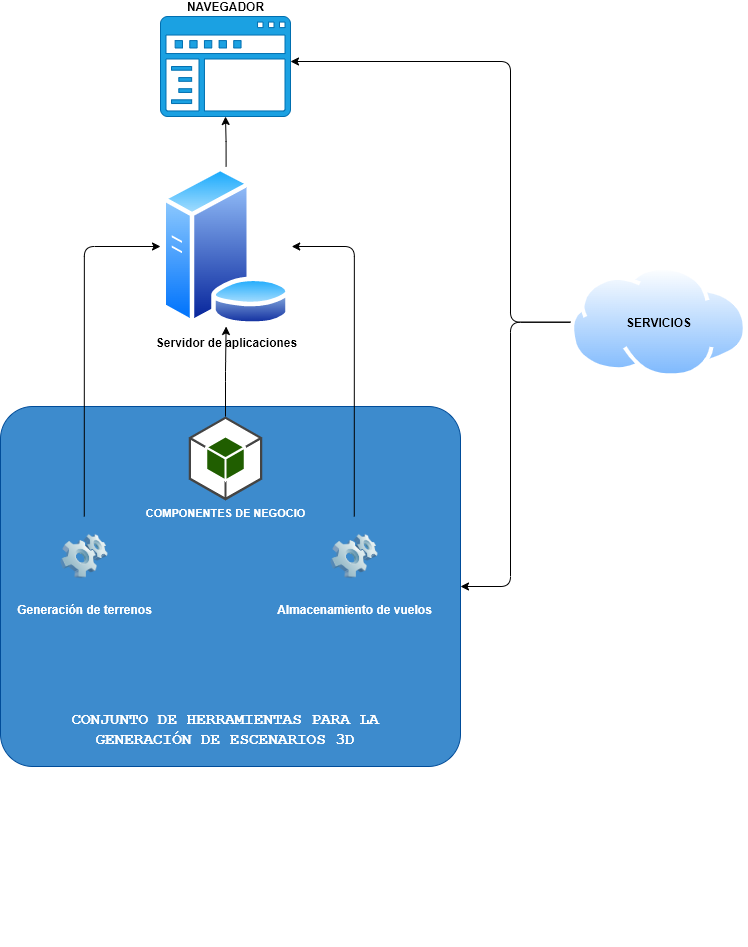 NAVEGADOR
Servidor de aplicaciones
SERVICIOS
COMPONENTES DE NEGOCIO
Generación de terrenos
Almacenamiento de vuelos
CONJUNTO DE HERRAMIENTAS PARA LA
GENERACIÓN DE ESCENARIOS 3D